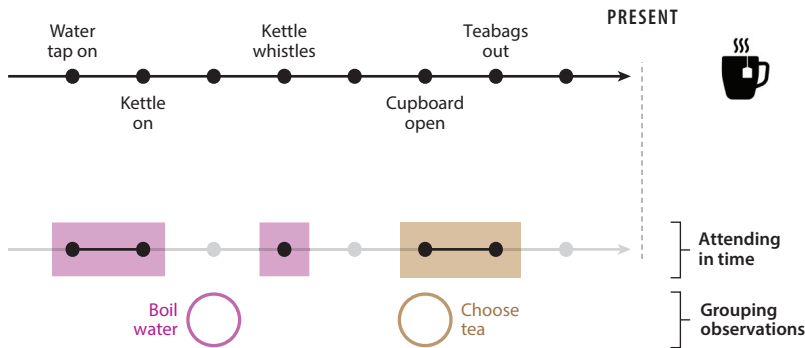 PRESENT
Water
tap on
Kettle
whistles
Teabags
out
Kettle
on
Cupboard
open
Attending
in time
Boil
water
Choose
tea
Grouping
observations